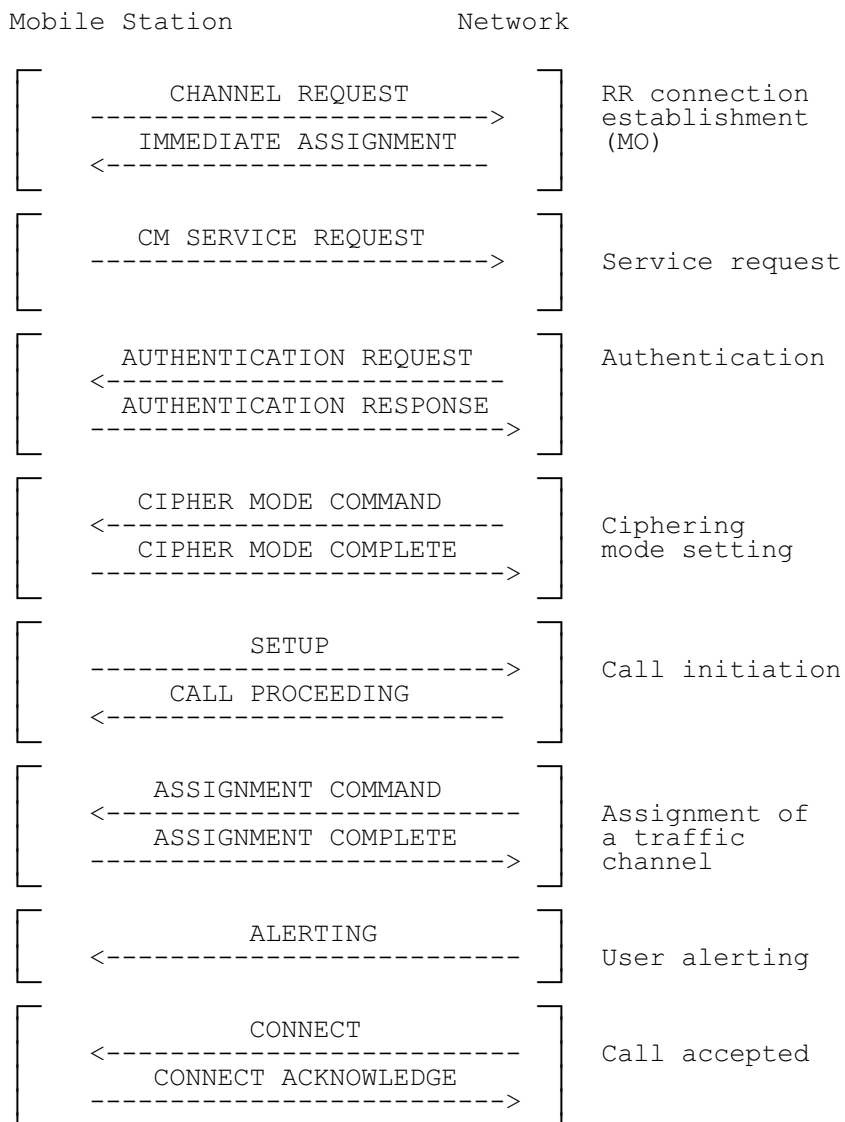 Mobile Station Network
CHANNEL REQUEST RR connection
-------------------------> establishment
IMMEDIATE ASSIGNMENT (MO)
<------------------------
CM SERVICE REQUEST
-------------------------> Service request
AUTHENTICATION REQUEST Authentication
<-------------------------
AUTHENTICATION RESPONSE
-------------------------->
CIPHER MODE COMMAND
<------------------------- Ciphering
CIPHER MODE COMPLETE mode setting
-------------------------->
SETUP
--------------------------> Call initiation
CALL PROCEEDING
<-------------------------
ASSIGNMENT COMMAND
<-------------------------- Assignment of
ASSIGNMENT COMPLETE a traffic
--------------------------> channel
ALERTING
<-------------------------- User alerting
CONNECT
<-------------------------- Call accepted
CONNECT ACKNOWLEDGE
-------------------------->